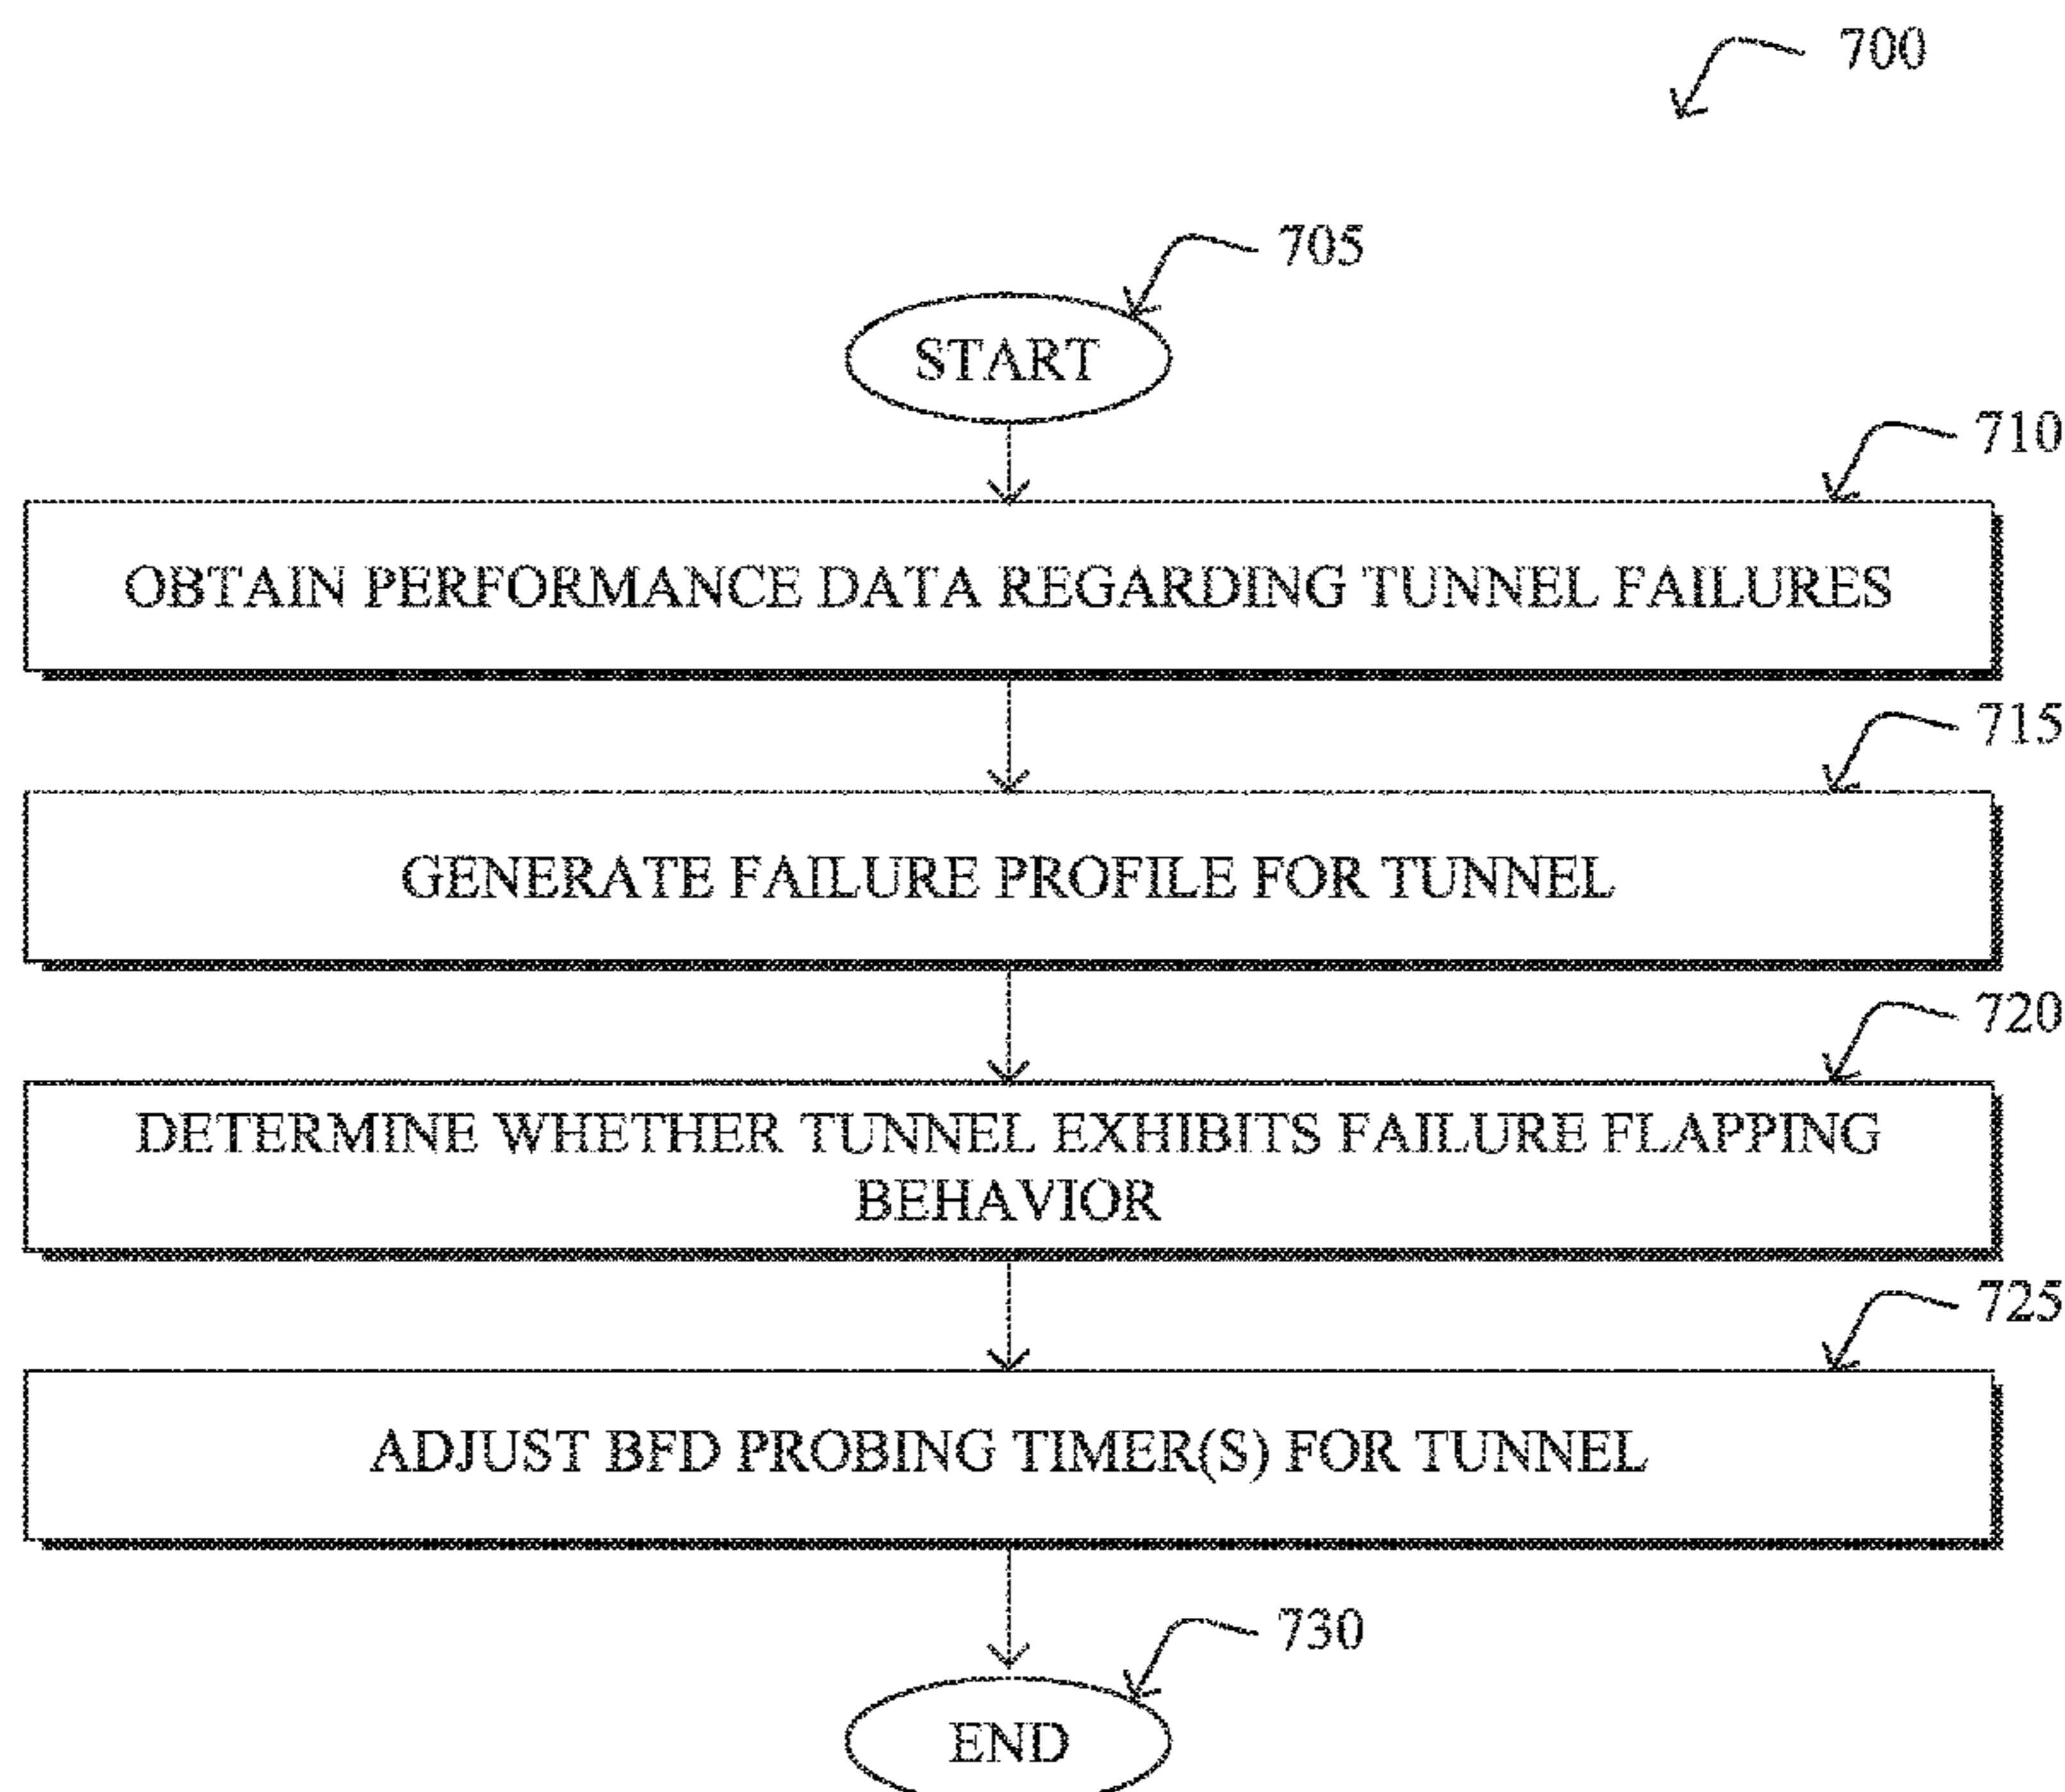 700
705
START
710
OBTAIN PERFORMANCE DATA REGARDING TUNNEL FAILURES
715
GENERATE FAILURE PROFILE FOR TUNNEL
720
DETERMINE WHETHER TUNNEL EXHIBITS FAILURE FLAPPING
BEHAVIOR
725
ADJUST BFD PROBING TIMER(S) FOR TUNNEL
730
END